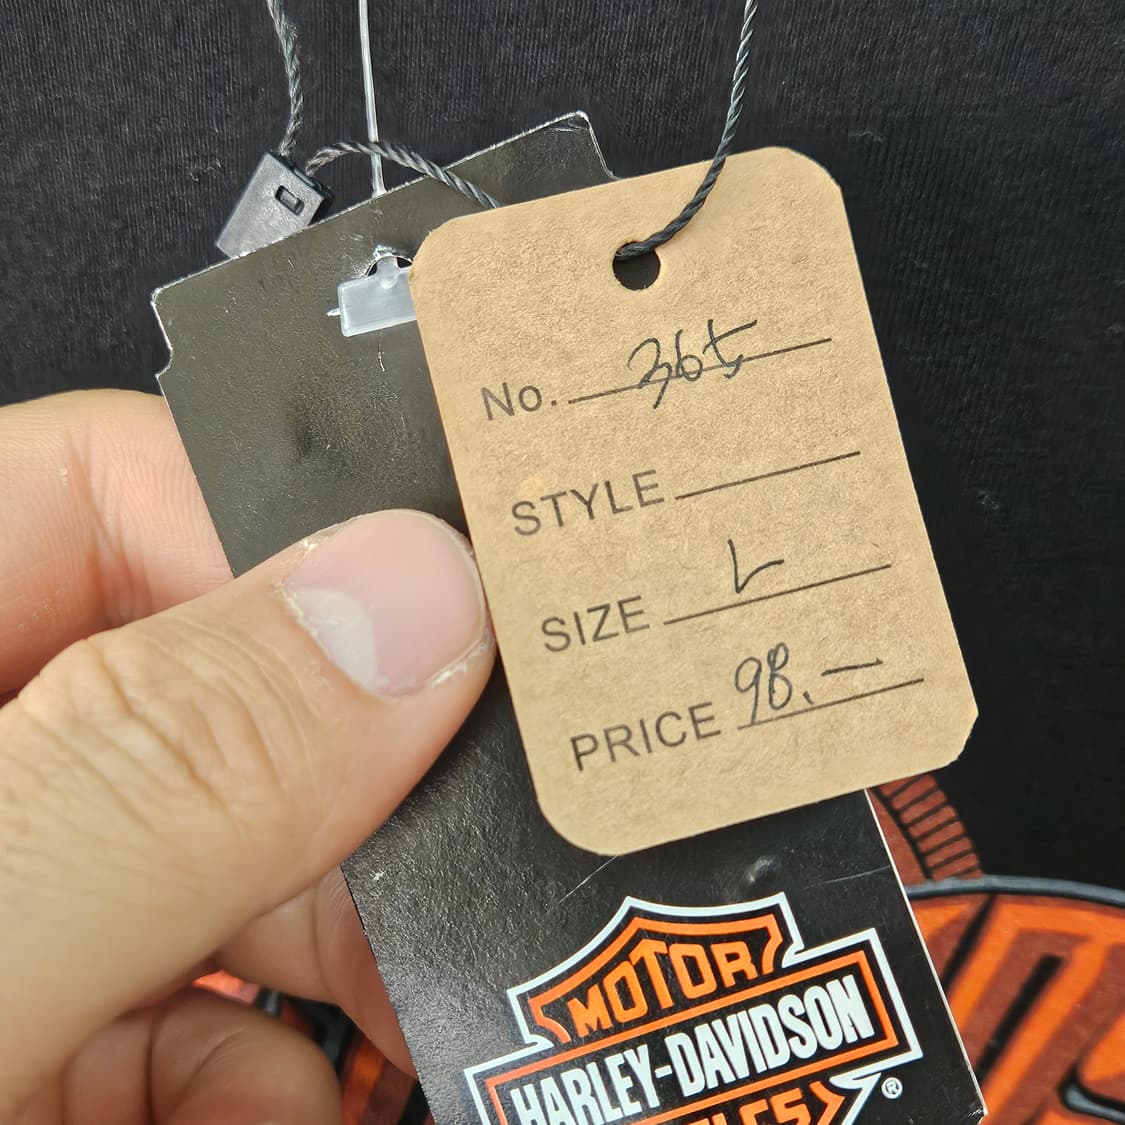 No. 365
STYLE
SIZE L
PRICE 98.—
MOTOR
HARLEY-DAVIDSON
®